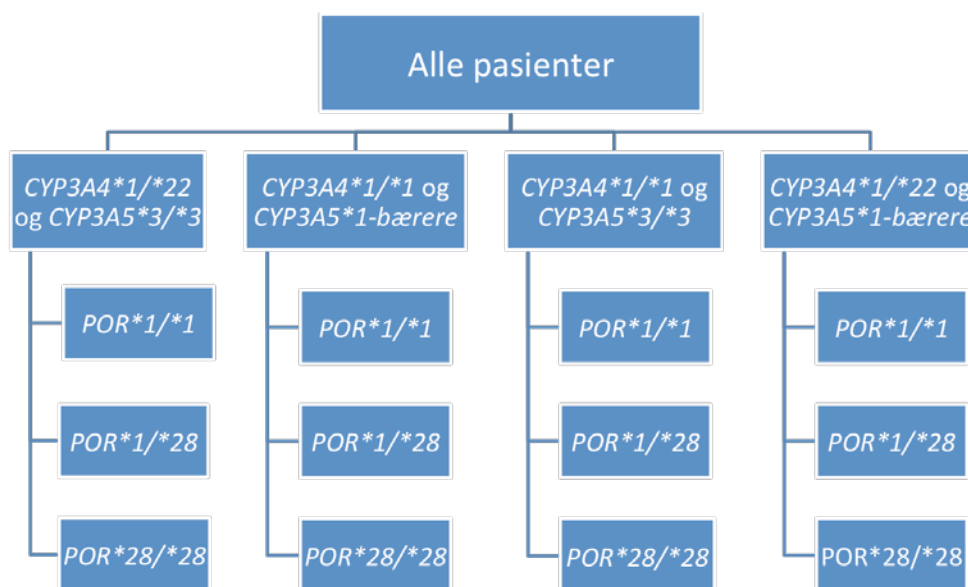 Alle pasienter
CYP3A4*1/*22
og CYP3A5*3/*3
CYP3A4*1/*1 og
CYP3A5*1-bærere
CYP3A4*1/*1 og
CYP3A5*3/*3
CYP3A4*1/*22 og
CYP3A5*1-bærere
POR*1/*1
POR*1/*1
POR*1/*1
POR*1/*1
POR*1/*28
POR*1/*28
POR*1/*28
POR*1/*28
POR*28/*28
POR*28/*28
POR*28/*28
POR*28/*28